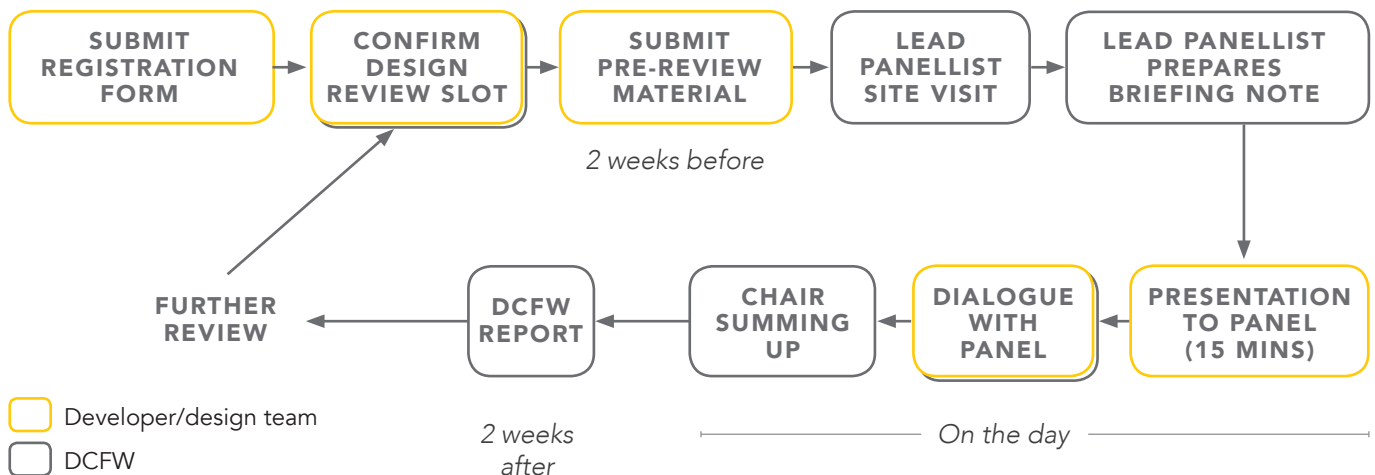 SUBMIT
REGISTRATION
FORM
CONFIRM
DESIGN
REVIEW SLOT
SUBMIT
PRE-REVIEW
MATERIAL
LEAD
PANELLIST
SITE VISIT
LEAD PANELLIST
PREPARES
BRIEFING NOTE
2 weeks before
FURTHER
REVIEW
DCFW
REPORT
CHAIR
SUMMING
UP
DIALOGUE
WITH
PANEL
PRESENTATION
TO PANEL
(15 MINS)
Developer/design team
DCFW
2 weeks
after
On the day